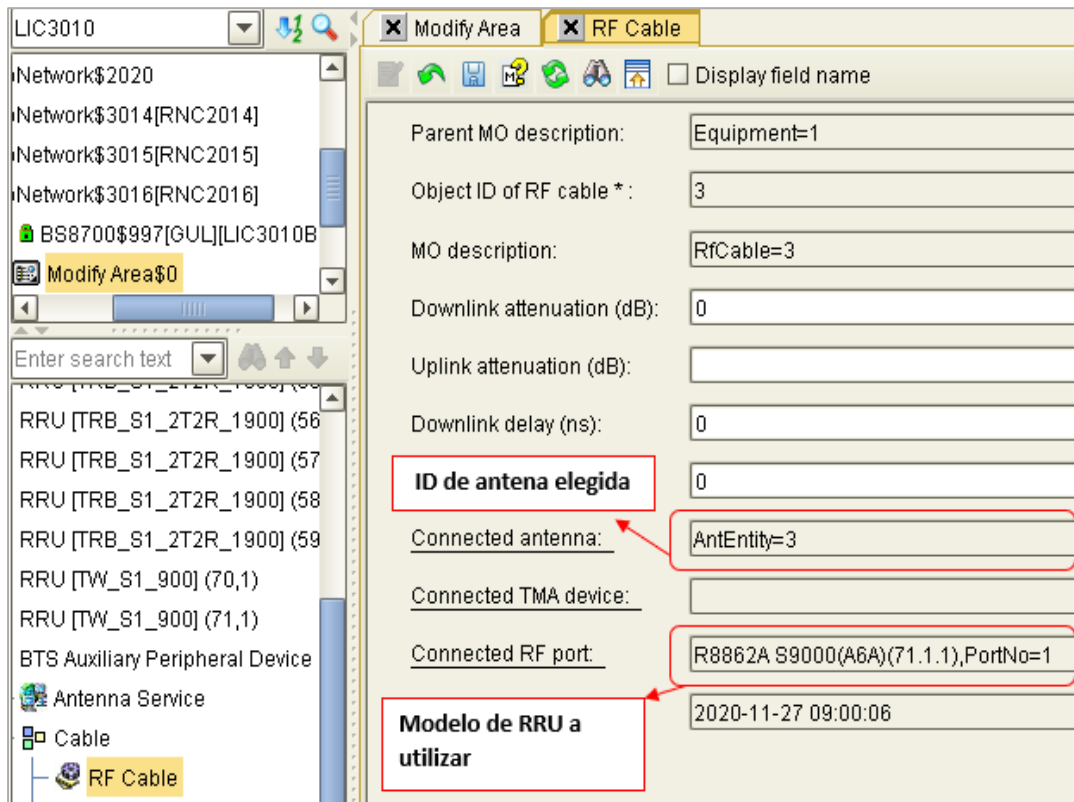 LIC3010
Modify Area
RF Cable
Display field name
Network$2020
Network$3014[RNC2014]
Network$3015[RNC2015]
Network$3016[RNC2016]
BS8700$997[GUL][LIC3010B
Modify Area$0
Enter search text
RRU [TRB_S1_2T2R_1900] (56
RRU [TRB_S1_2T2R_1900] (57
RRU [TRB_S1_2T2R_1900] (58
RRU [TRB_S1_2T2R_1900] (59
RRU [TW_S1_900] (70,1)
RRU [TW_S1_900] (71,1)
BTS Auxiliary Peripheral Device
Antenna Service
Cable
RF Cable
Parent MO description: Equipment=1
Object ID of RF cable * : 3
MO description: RfCable=3
Downlink attenuation (dB): 0
Uplink attenuation (dB):
Downlink delay (ns): 0
ID de antena elegida
0
Connected antenna: AntEntity=3
Connected TMA device:
Connected RF port: R8862A S9000(A6A)(71.1.1),PortNo=1
Modelo de RRU a
utilizar
2020-11-27 09:00:06